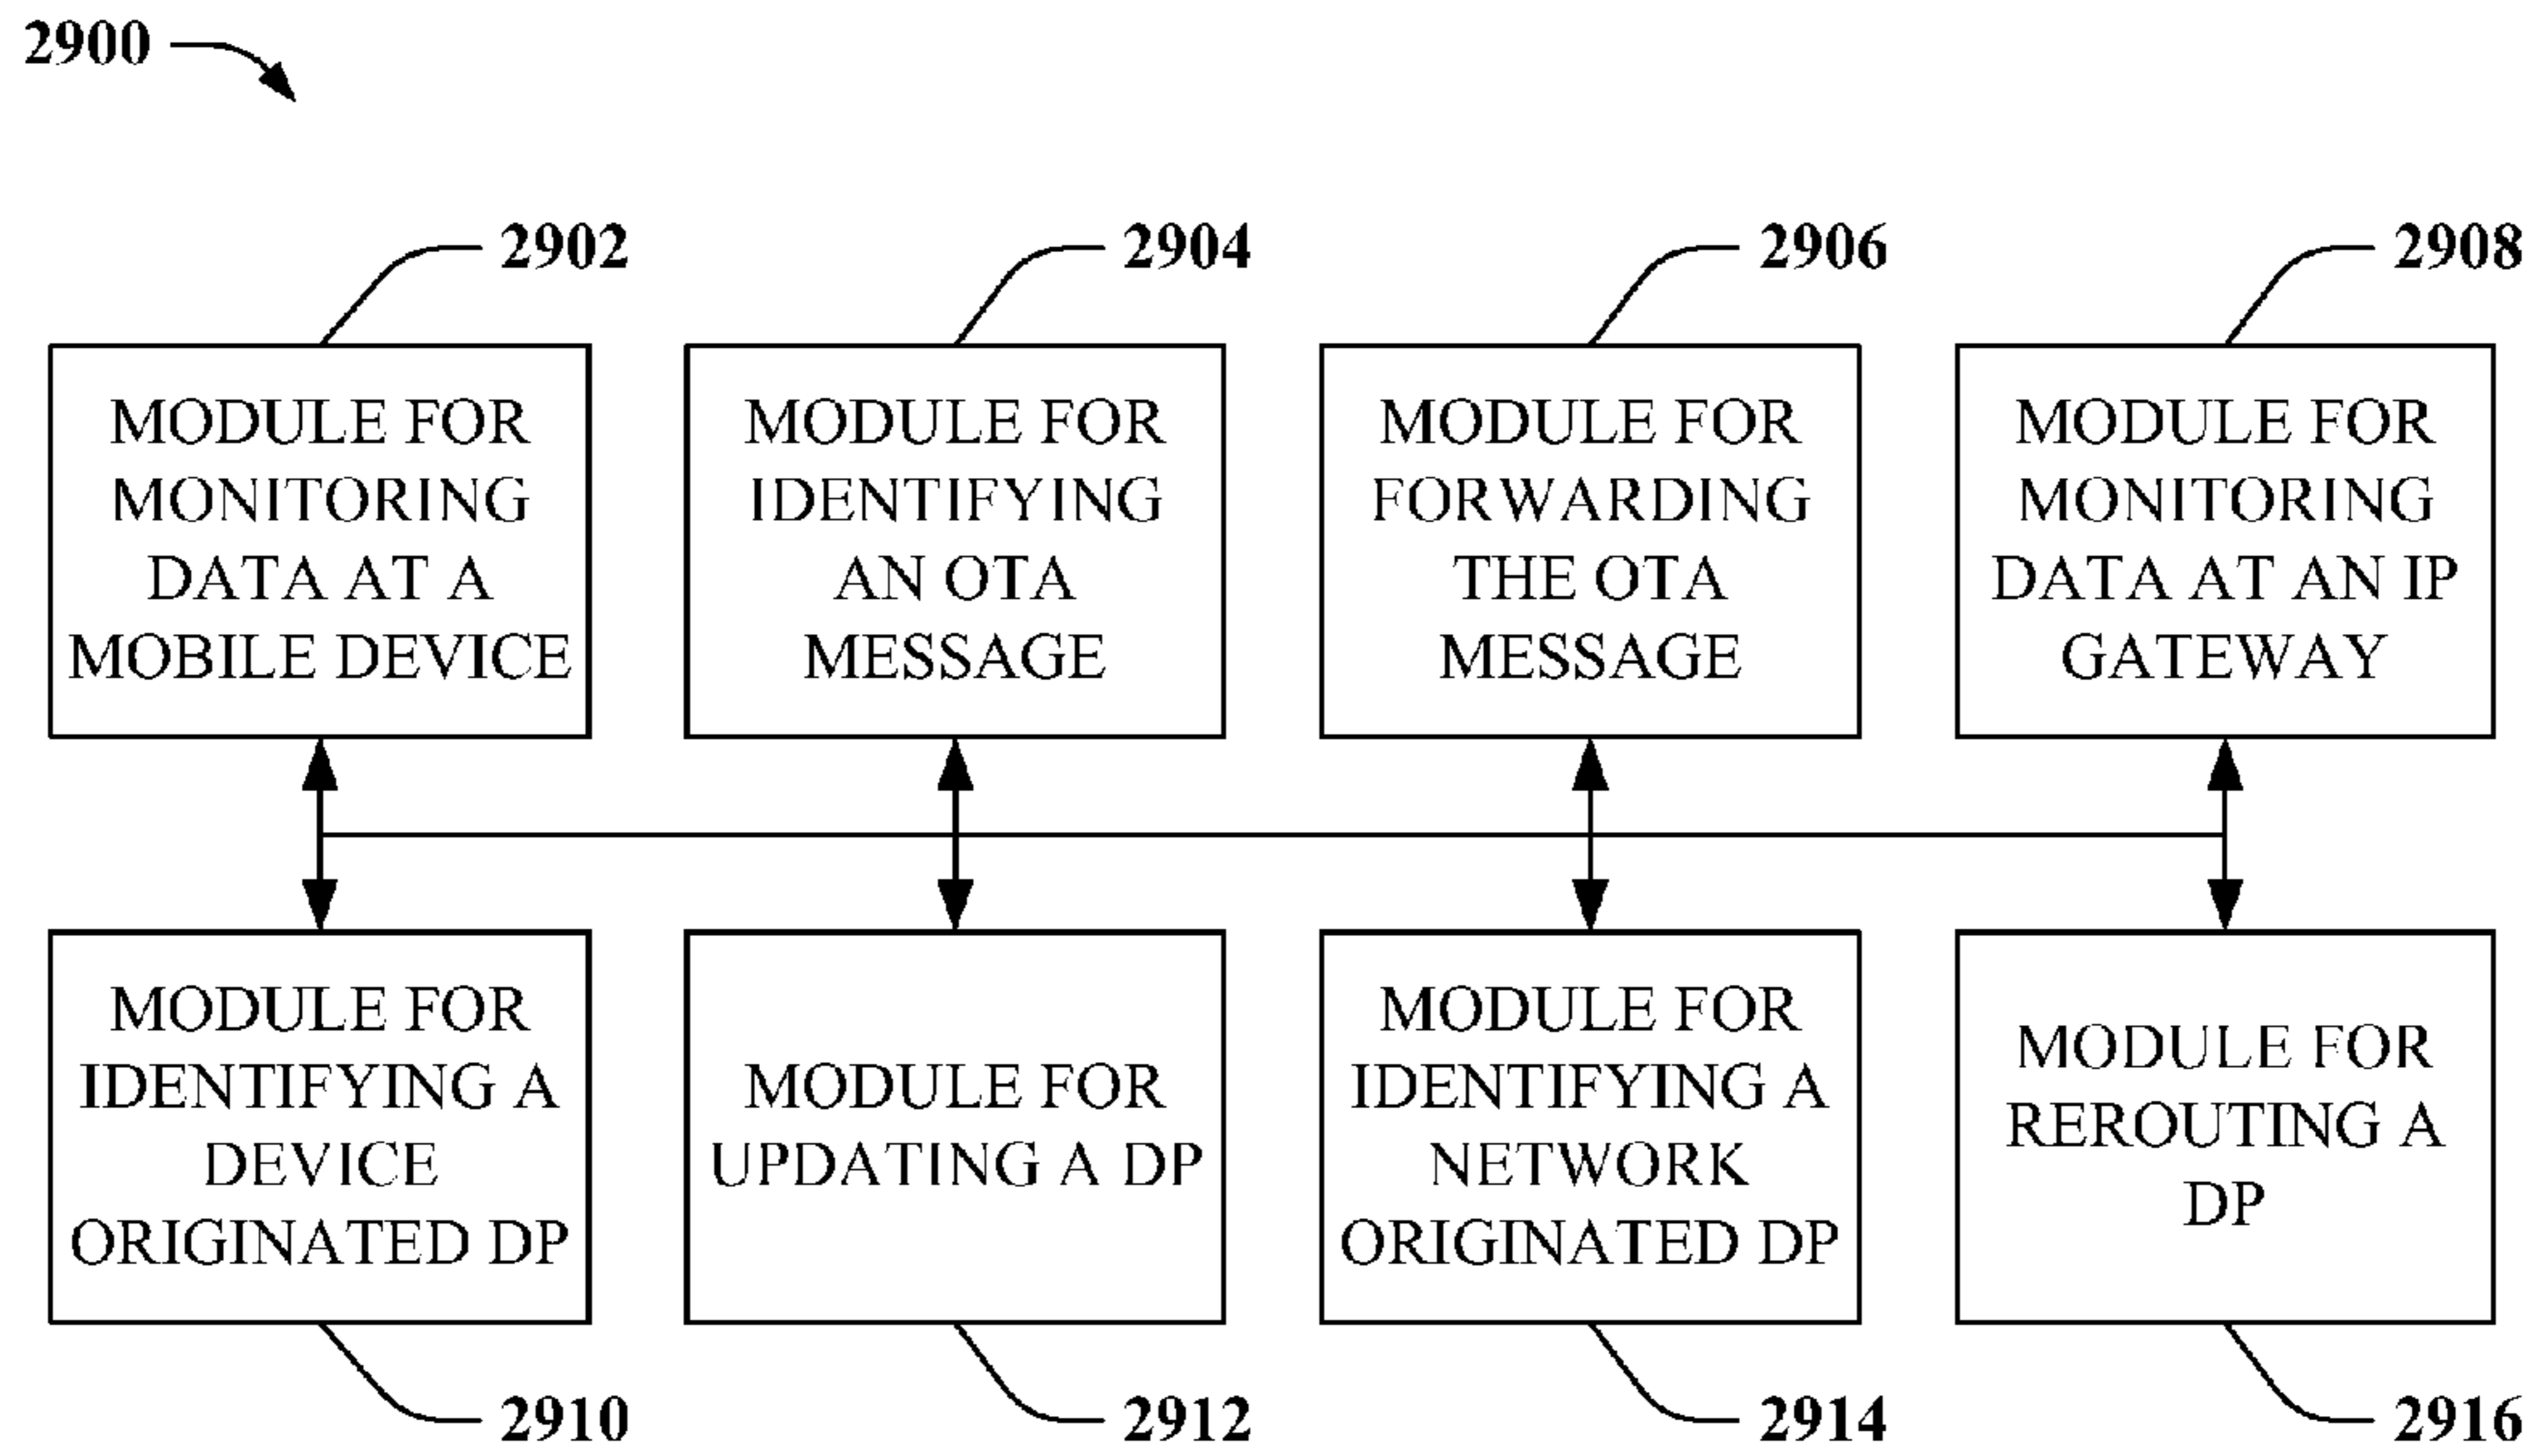 2900
2902
2904
2906
2908
MODULE FOR
MONITORING
DATA AT A
MOBILE DEVICE
MODULE FOR
IDENTIFYING
AN OTA
MESSAGE
MODULE FOR
FORWARDING
THE OTA
MESSAGE
MODULE FOR
MONITORING
DATA AT AN IP
GATEWAY
MODULE FOR
IDENTIFYING A
DEVICE
ORIGINATED DP
MODULE FOR
UPDATING A DP
MODULE FOR
IDENTIFYING A
NETWORK
ORIGINATED DP
MODULE FOR
REROUTING A
DP
2910
2912
2914
2916